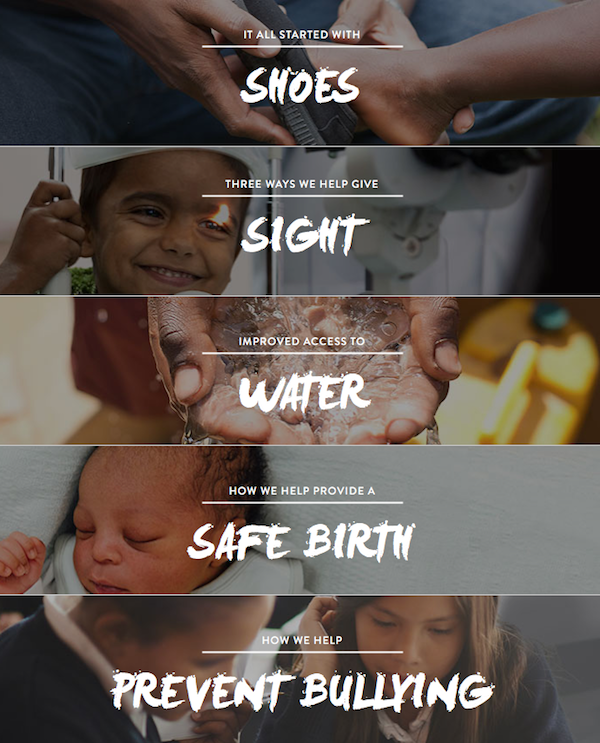 IT ALL STARTED WITH
SHOES
THREE WAYS WE HELP GIVE
SIGHT
IMPROVED ACCESS TO
WATER
HOW WE HELP PROVIDE A
SAFE BIRTH
HOW WE HELP
PREVENT BULLYING